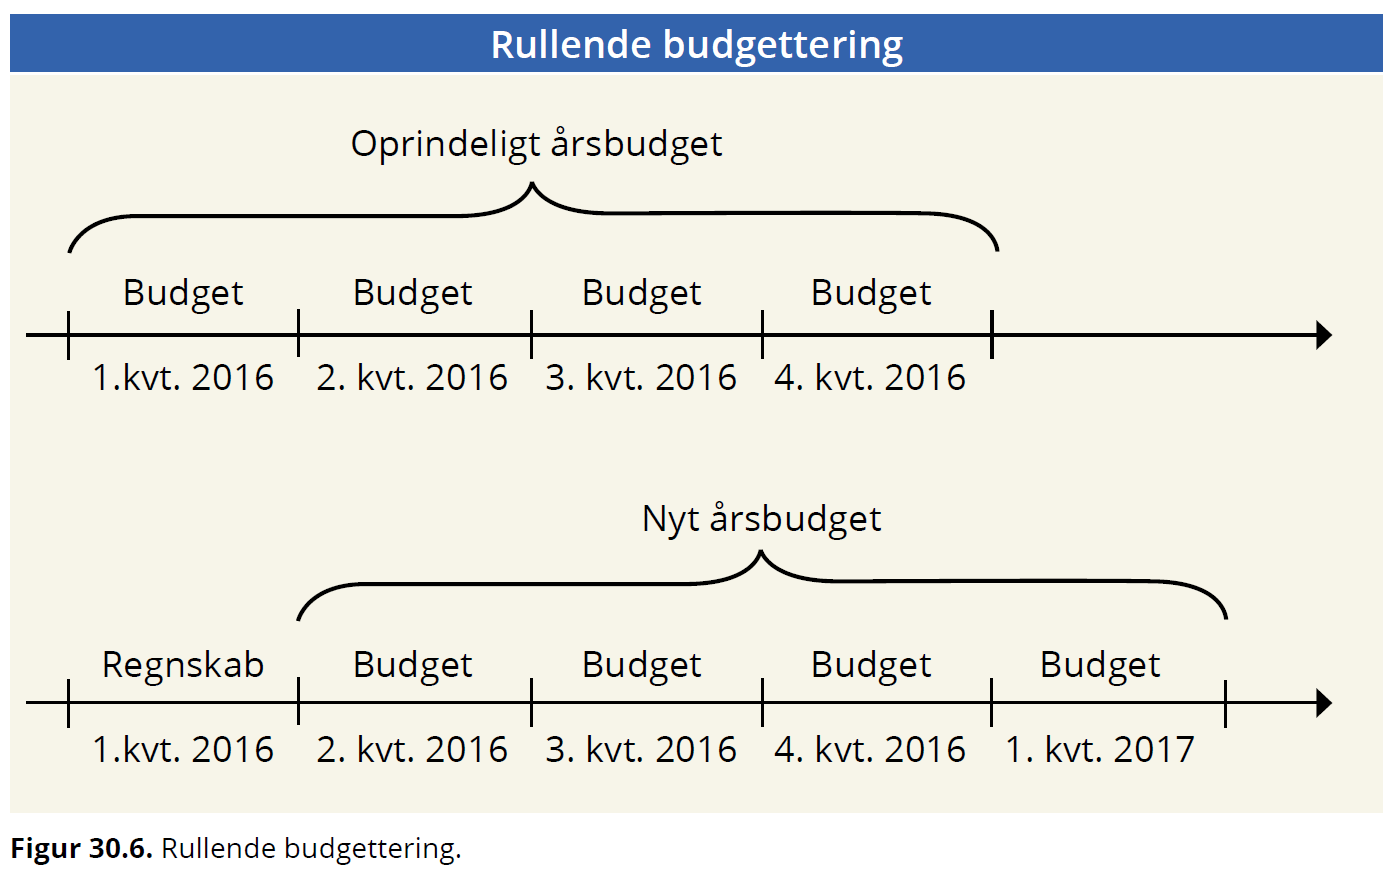 Rullende budgettering
Oprindeligt årsbudget
Budget Budget Budget Budget
1.kvt. 2016 2. kvt. 2016 3. kvt. 2016 4. kvt. 2016
Nyt årsbudget
Regnskab Budget Budget Budget Budget
1.kvt. 2016 2. kvt. 2016 3. kvt. 2016 4. kvt. 2016 1. kvt. 2017
Figur 30.6. Rullende budgettering.